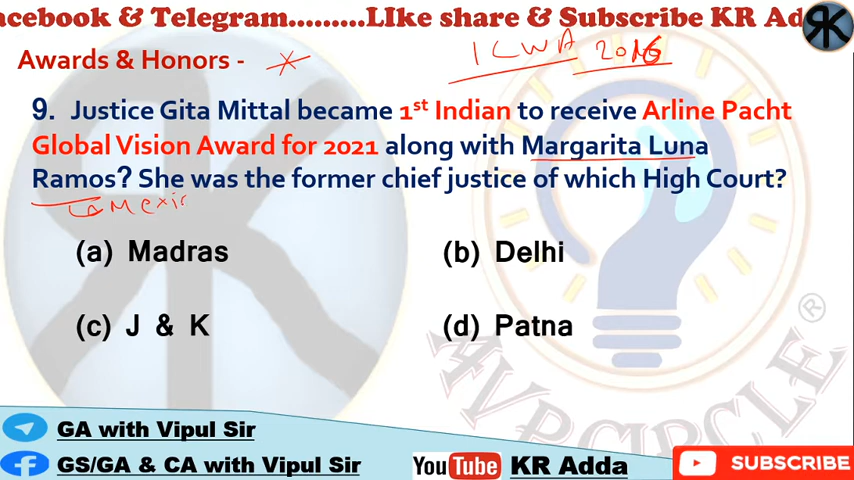 acebook & Telegram.........LIke share & Subscribe KR Ad
Awards & Honors -
ICWA 2016
9. Justice Gita Mittal became 1st Indian to receive Arline Pacht
Global Vision Award for 2021 along with Margarita Luna
Ramos? She was the former chief justice of which High Court?
Mexic
(a) Madras
(b) Delhi
(c) J & K
(d) Patna
MVPCIRCLE®
GA with Vipul Sir
GS/GA & CA with Vipul Sir
YouTube KR Adda
SUBSCRIBE